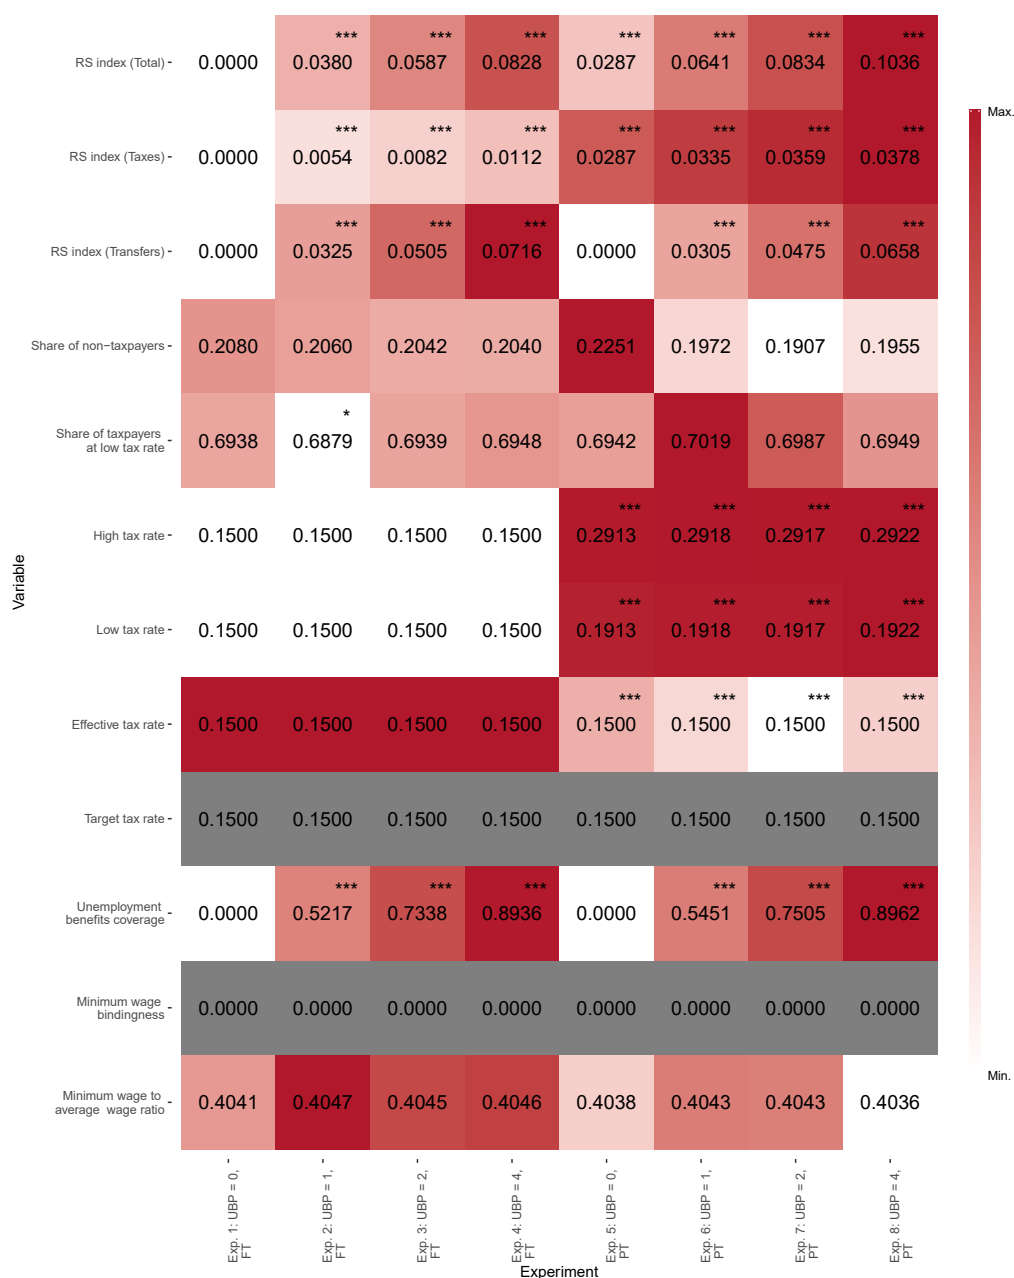 *** *** *** *** *** *** ***
RS index (Total) 0.0000 0.0380 0.0587 0.0828 0.0287 0.0641 0.0834 0.1036
Max.
*** *** *** *** *** *** ***
RS index (Taxes) 0.0000 0.0054 0.0082 0.0112 0.0287 0.0335 0.0359 0.0378
*** *** *** *** *** ***
RS index (Transfers) 0.0000 0.0325 0.0505 0.0716 0.0000 0.0305 0.0475 0.0658
Share of non−taxpayers 0.2080 0.2060 0.2042 0.2040 0.2251 0.1972 0.1907 0.1955
*
Share of taxpayers
at low tax rate
0.6938 0.6879 0.6939 0.6948 0.6942 0.7019 0.6987 0.6949
*** *** *** ***
High tax rate 0.1500 0.1500 0.1500 0.1500 0.2913 0.2918 0.2917 0.2922
Variable
*** *** *** ***
Low tax rate 0.1500 0.1500 0.1500 0.1500 0.1913 0.1918 0.1917 0.1922
*** *** *** ***
Effective tax rate 0.1500 0.1500 0.1500 0.1500 0.1500 0.1500 0.1500 0.1500
Target tax rate 0.1500 0.1500 0.1500 0.1500 0.1500 0.1500 0.1500 0.1500
*** *** *** *** *** ***
Unemployment
benefits coverage
0.0000 0.5217 0.7338 0.8936 0.0000 0.5451 0.7505 0.8962
Minimum wage
bindingness
0.0000 0.0000 0.0000 0.0000 0.0000 0.0000 0.0000 0.0000
Min.
Minimum wage to
average wage ratio
0.4041 0.4047 0.4045 0.4046 0.4038 0.4043 0.4043 0.4036
Exp. 1: UBP = 0,
FT
Exp. 2: UBP = 1,
FT
Exp. 3: UBP = 2,
FT
Exp. 4: UBP = 4,
FT
Exp. 5: UBP = 0,
PT
Exp. 6: UBP = 1,
PT
Exp. 7: UBP = 2,
PT
Exp. 8: UBP = 4,
PT
Experiment